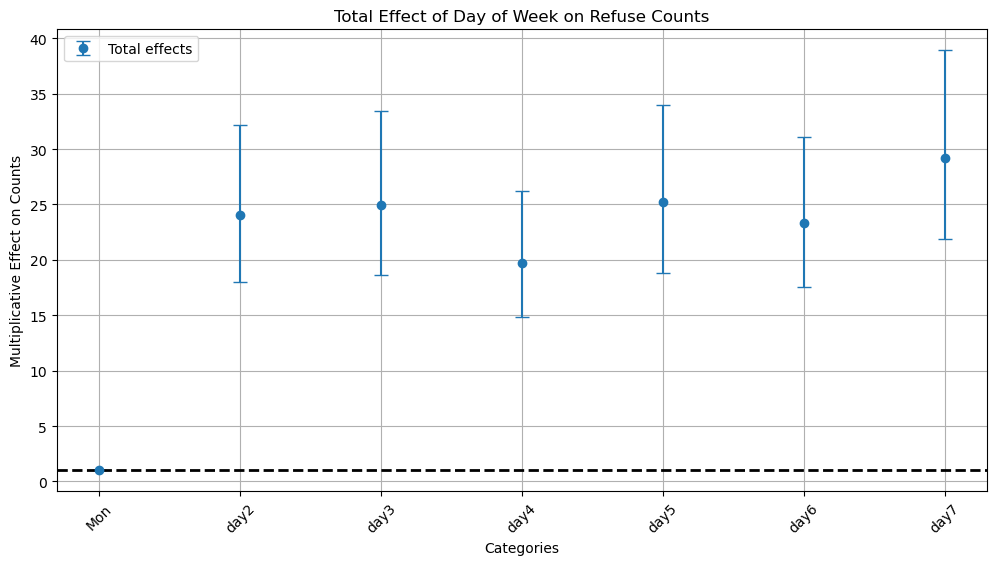 Total Effect of Day of Week on Refuse Counts
Total effects
Multiplicative Effect on Counts
40
35
30
25
20
15
10
5
0
Mon
day2
day3
day4
day5
day6
day7
Categories